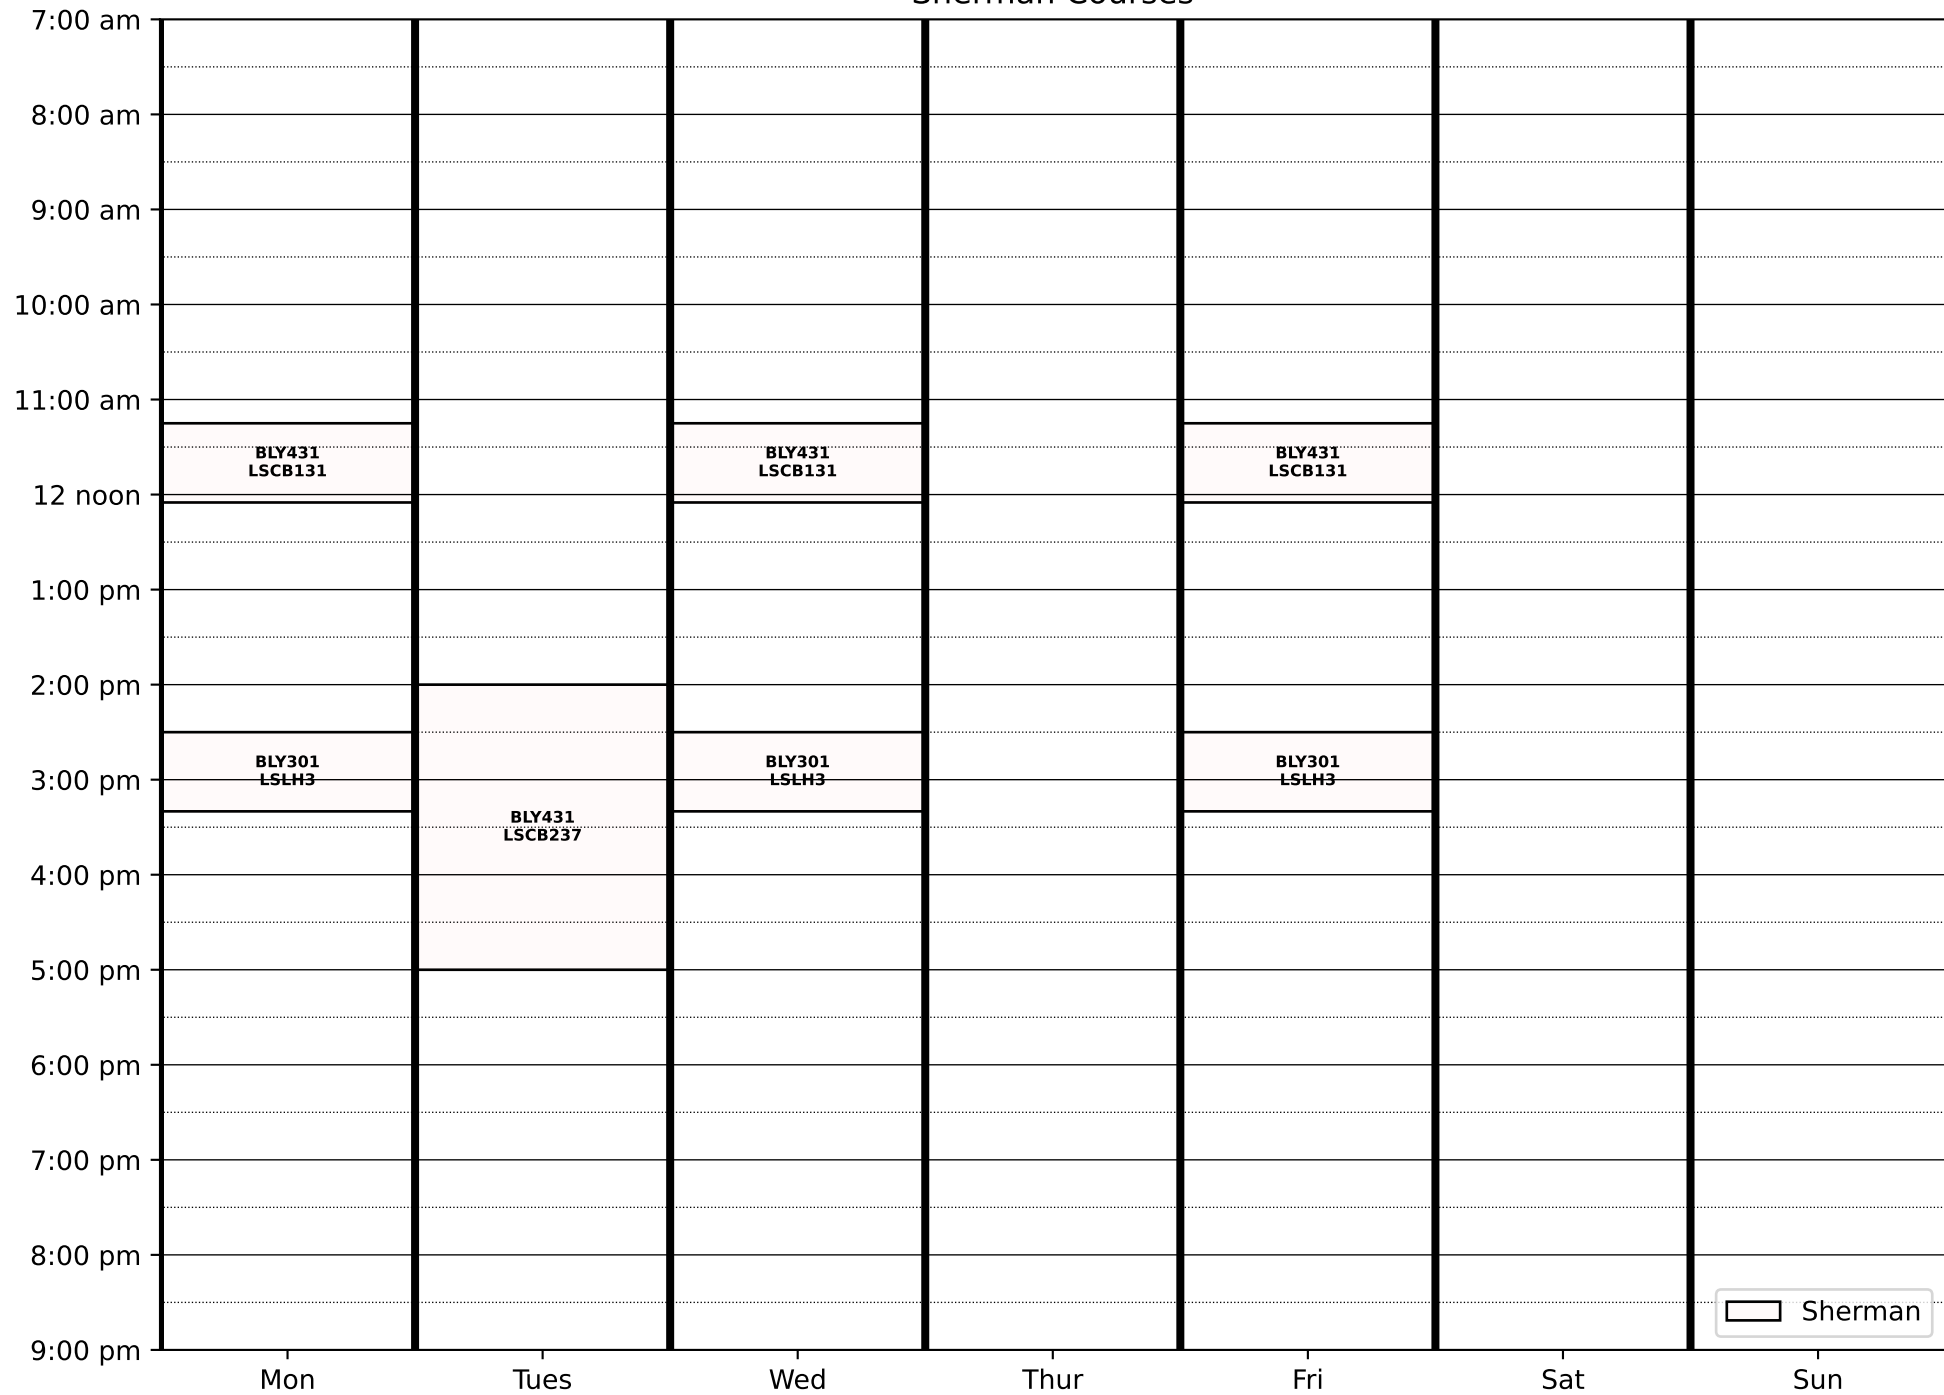 Sherman Courses
7:00 am
8:00 am
9:00 am
10:00 am
11:00 am
BLY431
LSCB131
BLY431
LSCB131
BLY431
LSCB131
12 noon
1:00 pm
2:00 pm
BLY301
LSLH3
BLY301
LSLH3
BLY301
LSLH3
3:00 pm
BLY431
LSCB237
4:00 pm
5:00 pm
6:00 pm
7:00 pm
8:00 pm
Sherman
9:00 pm
Mon Tues Wed Thur Fri Sat Sun